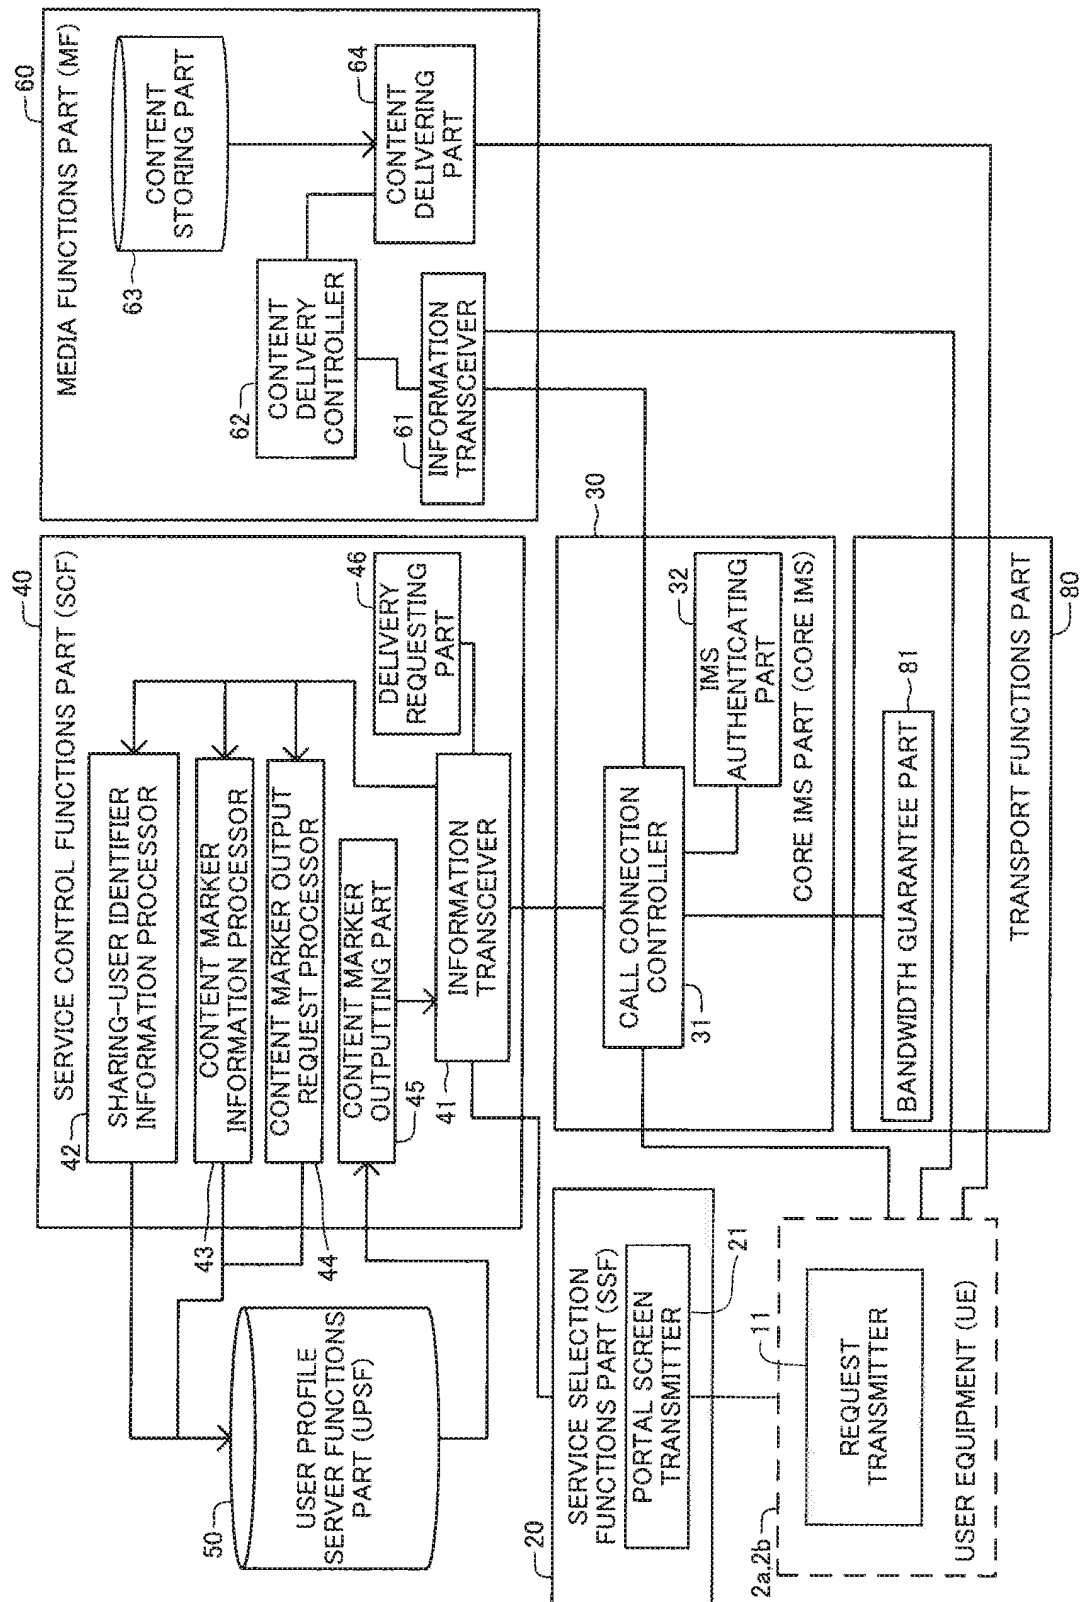 40
SERVICE CONTROL FUNCTIONS PART (SCF)
42
SHARING-USER IDENTIFIER
INFORMATION PROCESSOR
43
CONTENT MARKER
INFORMATION PROCESSOR
44
CONTENT MARKER OUTPUT
REQUEST PROCESSOR
45
CONTENT MARKER
OUTPUTTING PART
46
DELIVERY
REQUESTING
PART
41
INFORMATION
TRANSCEIVER
60
MEDIA FUNCTIONS PART (MF)
63
CONTENT
STORING PART
64
CONTENT
DELIVERING
PART
62
CONTENT
DELIVERY
CONTROLLER
61
INFORMATION
TRANSCEIVER
50
USER PROFILE
SERVER FUNCTIONS
PART (UPSF)
20
SERVICE SELECTION
FUNCTIONS PART (SSF)
21
PORTAL SCREEN
TRANSMITTER
30
31
CALL CONNECTION
CONTROLLER
32
IMS
AUTHENTICATING
PART
CORE IMS PART (CORE IMS)
81
BANDWIDTH GUARANTEE PART
TRANSPORT FUNCTIONS PART
80
2a.2b
11
REQUEST
TRANSMITTER
USER EQUIPMENT (UE)